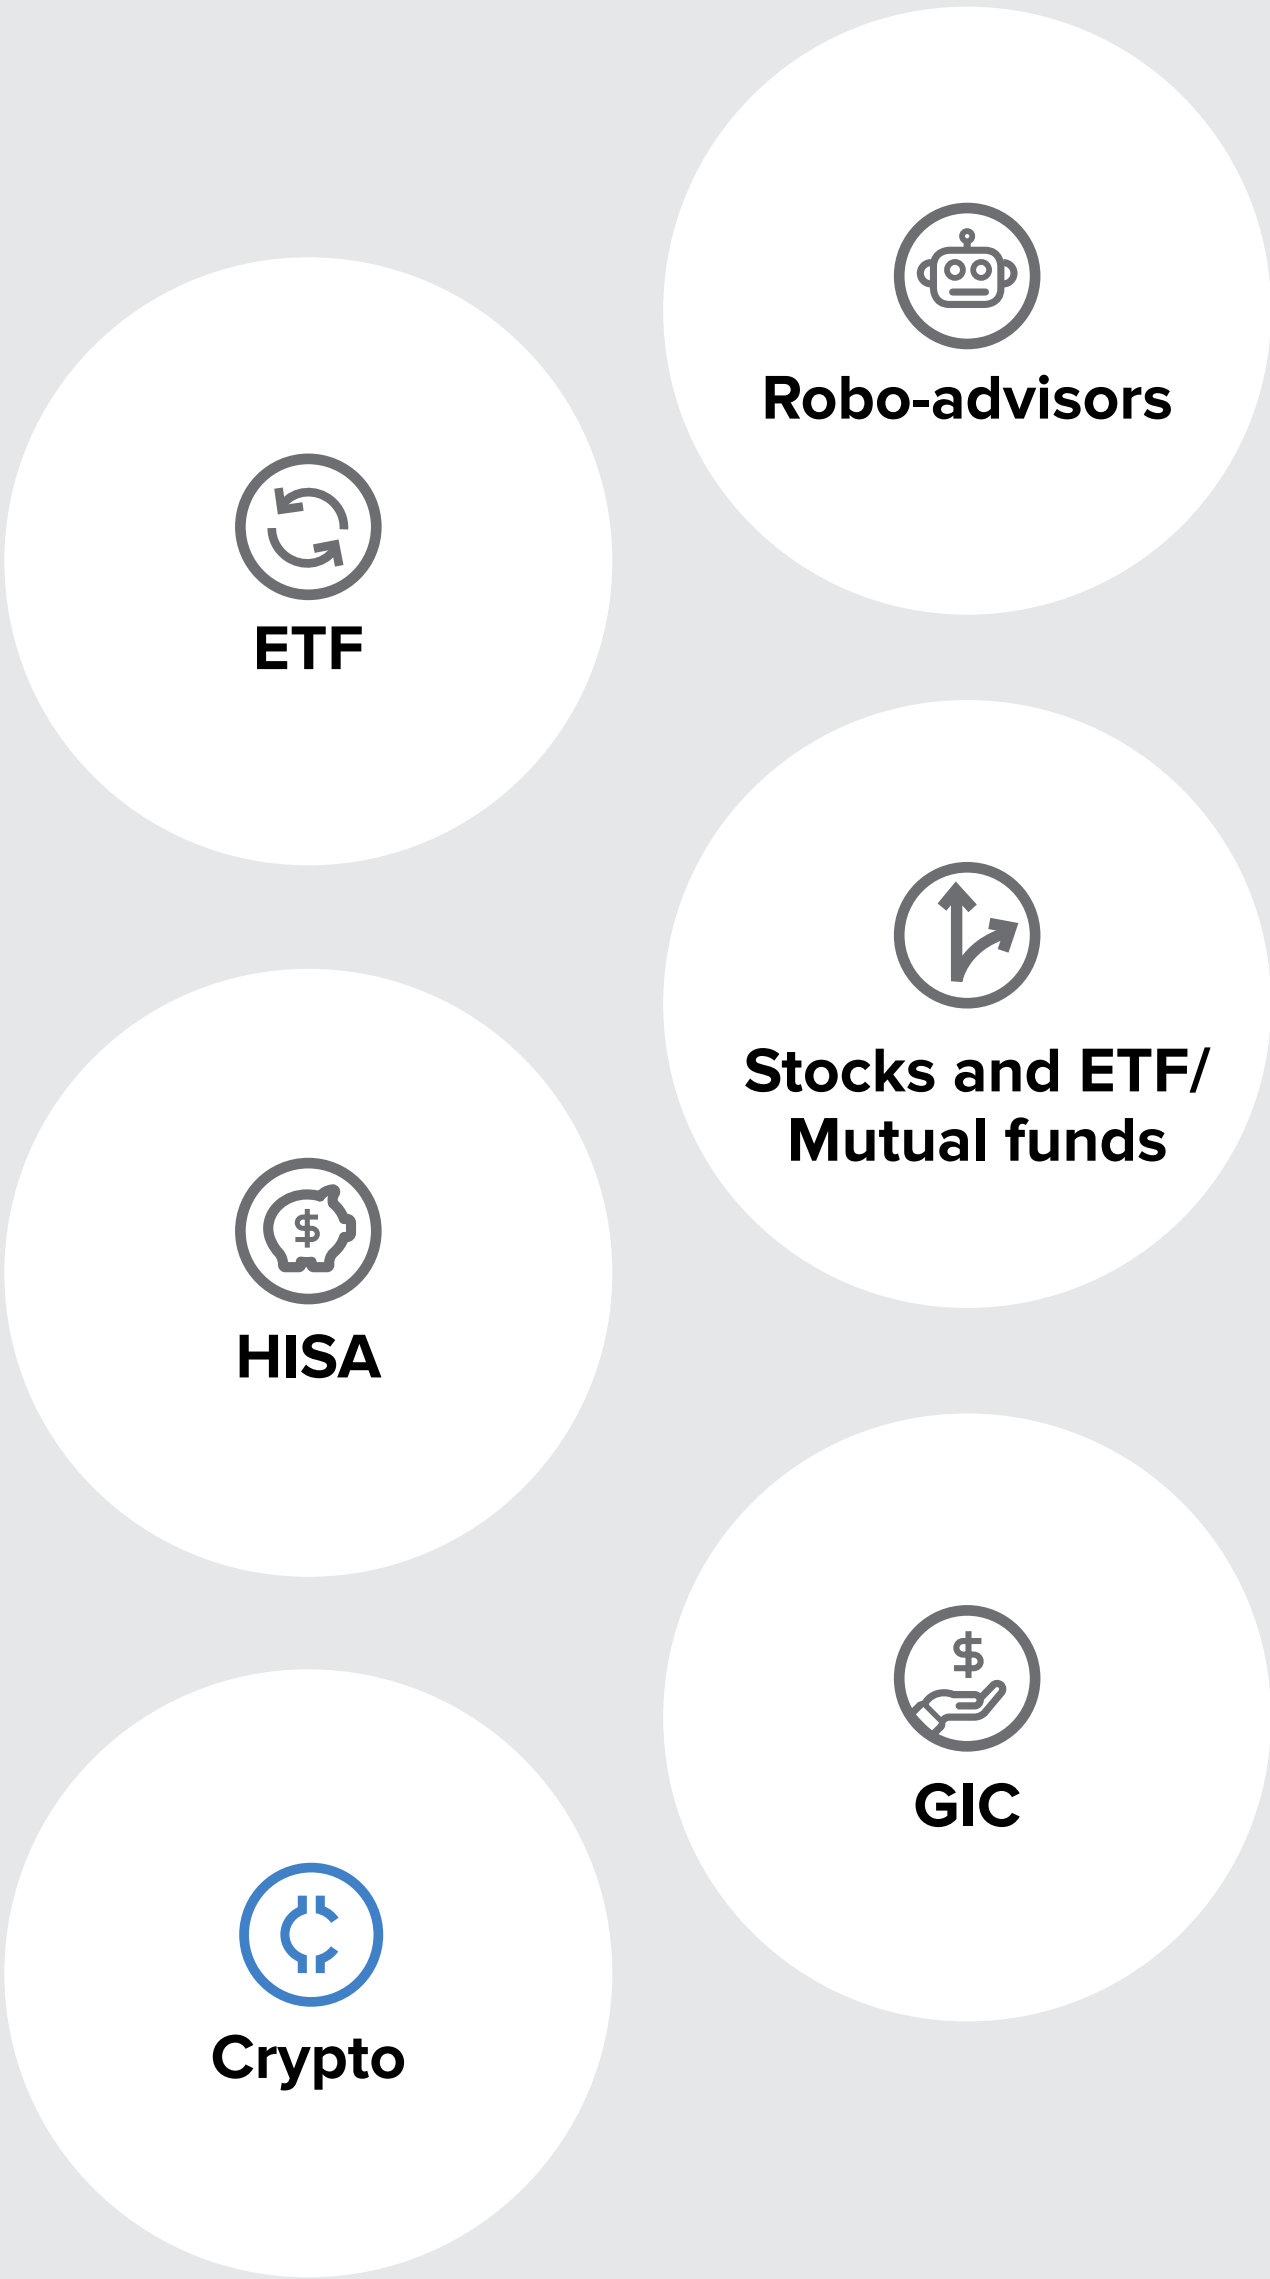 Robo-advisors
ETF
Stocks and ETF/
Mutual funds
$
HISA
$
GIC
Crypto